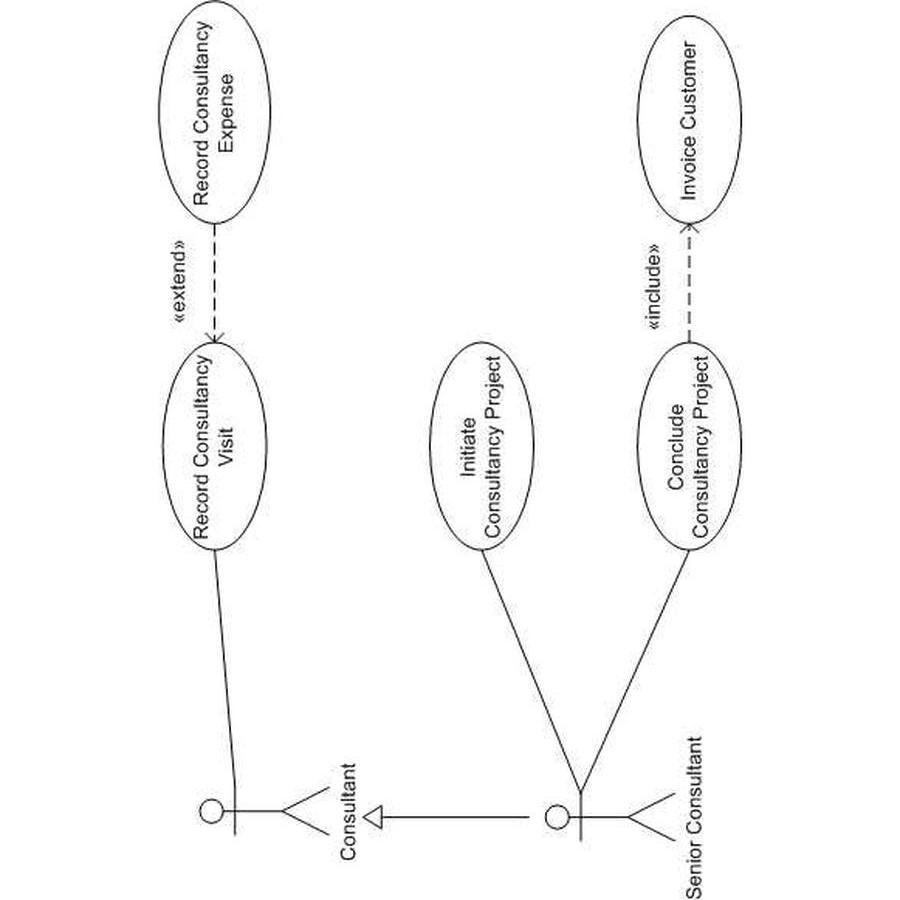 Record Consultancy
Visit
«extend»
Record Consultancy
Expense
Consultant
Initiate
Consultancy Project
Conclude
Consultancy Project
«include»
Invoice Customer
Senior Consultant